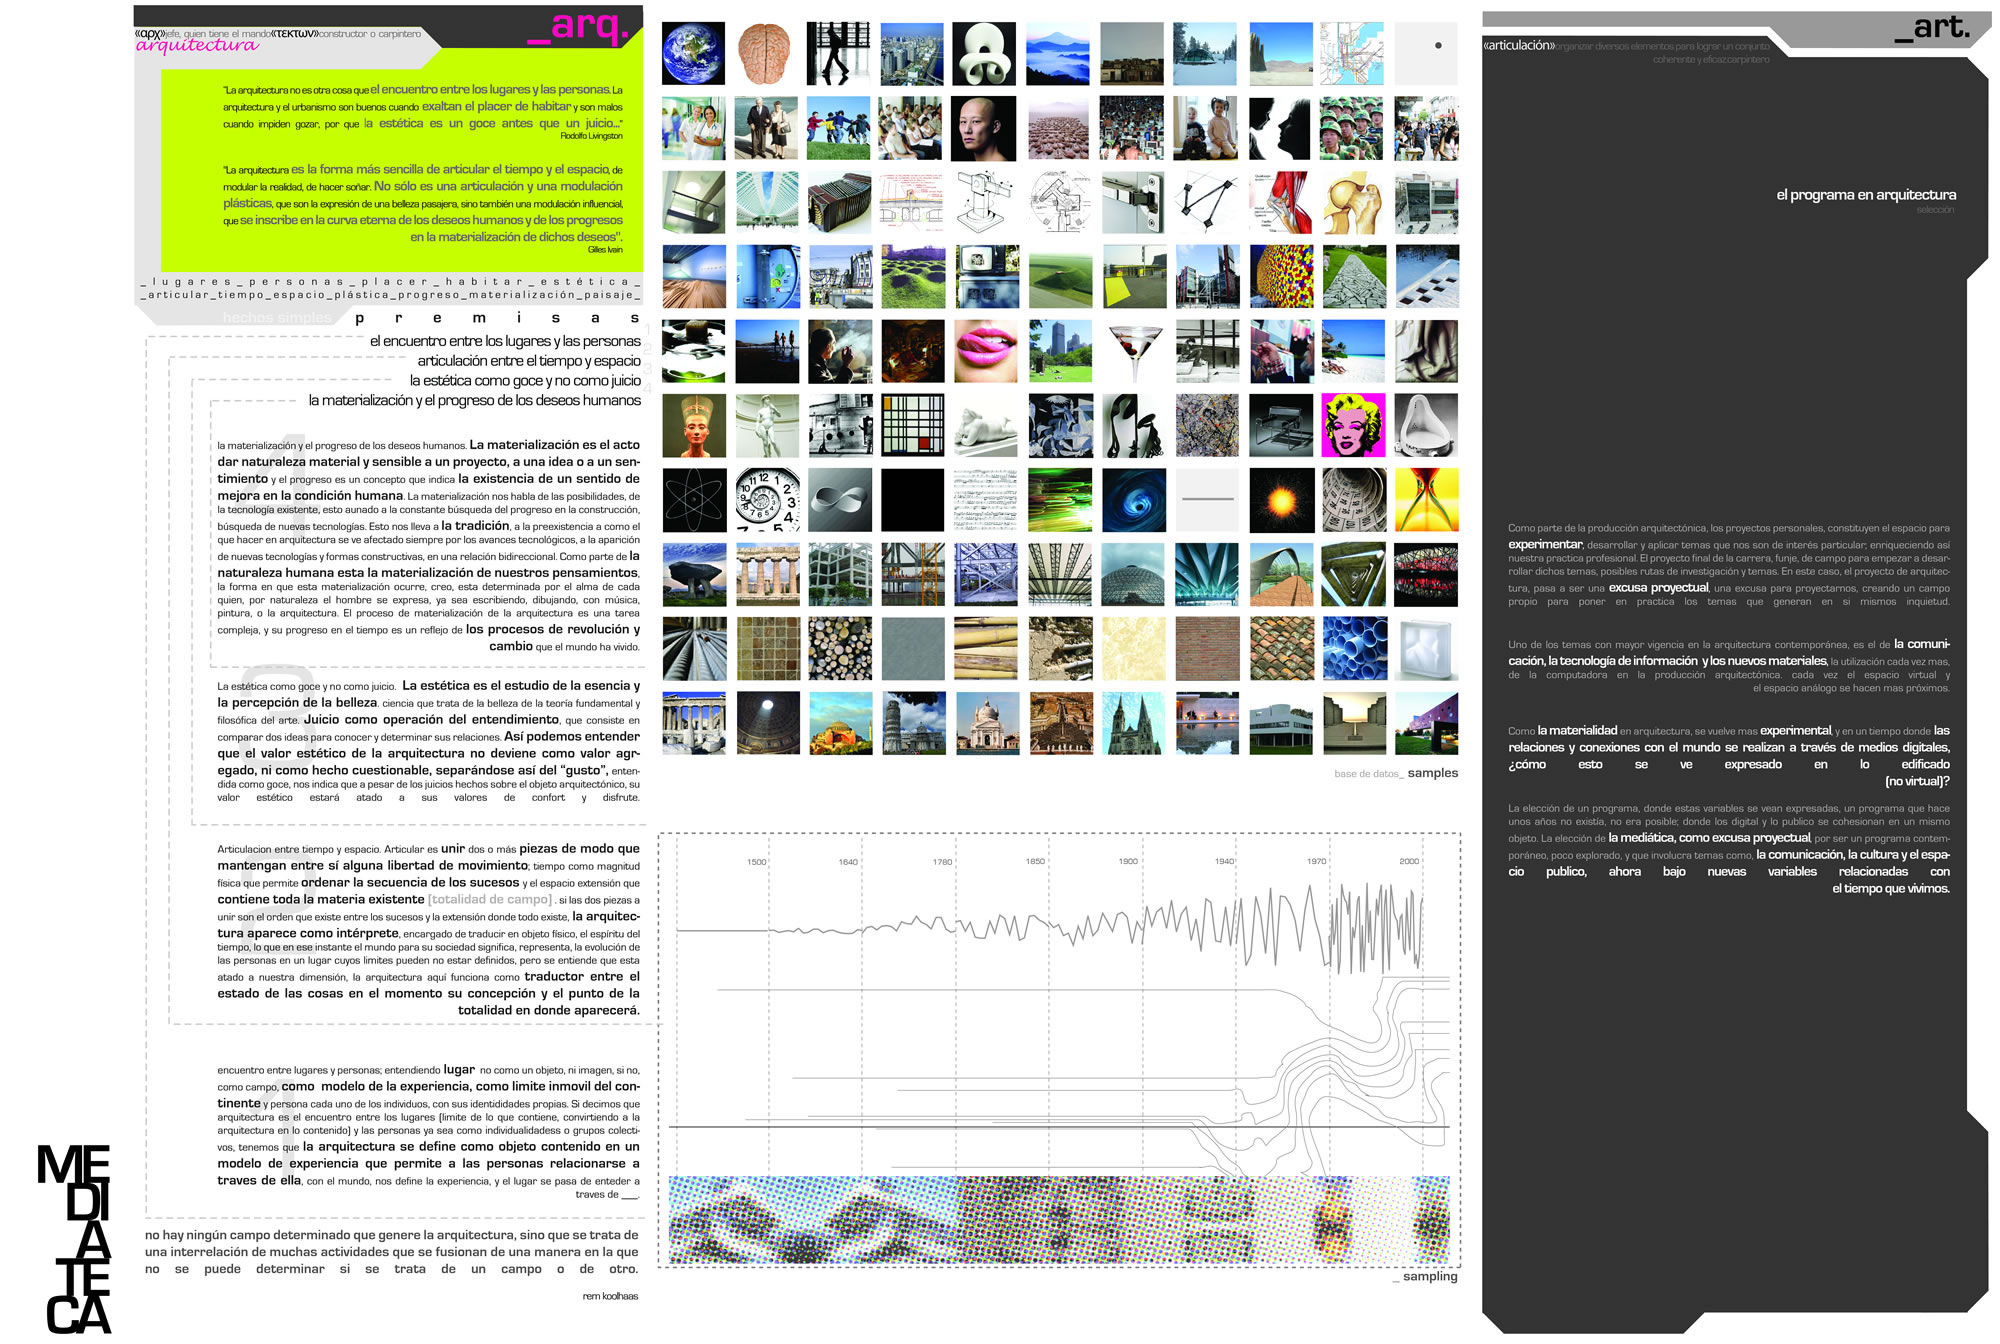 «αρχ»jefe, quien tiene el mando«τεκτων»constructor o carpintero
arquitectura
_arq.
"La arquitectura no es otra cosa que el encuentro entre los lugares y las personas. La
arquitectura y el urbanismo son buenos cuando exaltan el placer de habitar y son malos
cuando impiden gozar, por que la estética es un goce antes que un juicio..."
Rodolfo Livingston
"La arquitectura es la forma más sencilla de articular el tiempo y el espacio, de
modular la realidad, de hacer soñar. No sólo es una articulación y una modulación
plásticas, que son la expresión de una belleza pasajera, sino también una modulación influencial,
que se inscribe en la curva eterna de los deseos humanos y de los progresos
en la materialización de dichos deseos".
Gilles Ivain
_lugares_personas_placer_habitar_estética_
_articular_tiempo_espacio_plástica_progreso_materialización_paisaje_
hechos simples premisas
el encuentro entre los lugares y las personas
1
articulación entre el tiempo y espacio
2
la estética como goce y no como juicio
3
la materialización y el progreso de los deseos humanos
4
4
la materialización y el progreso de los deseos humanos. La materialización es el acto
dar naturaleza material y sensible a un proyecto, a una idea o a un sen-
timiento y el progreso es un concepto que indica la existencia de un sentido de
mejora en la condición humana. La materialización nos habla de las posibilidades, de
la tecnología existente, esto aunado a la constante búsqueda del progreso en la construcción,
búsqueda de nuevas tecnologías. Esto nos lleva a la tradición, a la preexistencia a como el
que hacer en arquitectura se ve afectado siempre por los avances tecnológicos, a la aparición
de nuevas tecnologías y formas constructivas, en una relación bidireccional. Como parte de la
naturaleza humana esta la materialización de nuestros pensamientos,
la forma en que esta materialización ocurre, creo, esta determinada por el alma de cada
quien, por naturaleza el hombre se expresa, ya sea escribiendo, dibujando, con música,
pintura, o la arquitectura. El proceso de materialización de la arquitectura es una tarea
compleja, y su progreso en el tiempo es un reflejo de los procesos de revolución y
cambio que el mundo ha vivido.
3
La estética como goce y no como juicio. La estética es el estudio de la esencia y
la percepción de la belleza. ciencia que trata de la belleza de la teoría fundamental y
filosófica del arte. Juicio como operación del entendimiento, que consiste en
comparar dos ideas para conocer y determinar sus relaciones. Así podemos entender
que el valor estético de la arquitectura no deviene como valor agr-
egado, ni como hecho cuestionable, separándose así del "gusto", enten-
dida como goce, nos indica que a pesar de los juicios hechos sobre el objeto arquitectónico, su
valor estético estará atado a sus valores de confort y disfrute.
2
Articulacion entre tiempo y espacio. Articular es unir dos o más piezas de modo que
mantengan entre sí alguna libertad de movimiento; tiempo como magnitud
física que permite ordenar la secuencia de los sucesos y el espacio extensión que
contiene toda la materia existente [totalidad de campo]. si las dos piezas a
unir son el orden que existe entre los sucesos y la extensión donde todo existe, la arquitec-
tura aparece como intérprete, encargado de traducir en objeto físico, el espíritu del
tiempo, lo que en ese instante el mundo para su sociedad significa, representa, la evolución de
las personas en un lugar cuyos limites pueden no estar definidos, pero se entiende que esta
atado a nuestra dimensión, la arquitectura aquí funciona como traductor entre el
estado de las cosas en el momento su concepción y el punto de la
totalidad en donde aparecerá.
1
encuentro entre lugares y personas; entendiendo lugar no como un objeto, ni imagen, si no,
como campo, como modelo de la experiencia, como limite inmovil del con-
tinente y persona cada uno de los individuos, con sus identididades propias. Si decimos que
arquitectura es el encuentro entre los lugares (limite de lo que contiene, convirtiendo a la
arquitectura en lo contenido) y las personas ya sea como individualidadess o grupos colecti-
vos, tenemos que la arquitectura se define como objeto contenido en un
modelo de experiencia que permite a las personas relacionarse a
traves de ella, con el mundo, nos define la experiencia, y el lugar se pasa de enteder a
traves de ___.
no hay ningún campo determinado que genere la arquitectura, sino que se trata de
una interrelación de muchas actividades que se fusionan de una manera en la que
no se puede determinar si se trata de un campo o de otro.
rem koolhaas
ME
DI
A
TE
CA
base de datos_ samples
1500 1640 1780 1850 1900 1940 1970 2000
_ sampling
_art.
«articulación»organizar diversos elementos para lograr un conjunto
coherente y eficaz.carpintero
el programa en arquitectura
selección
Como parte de la producción arquitectónica, los proyectos personales, constituyen el espacio para
experimentar, desarrollar y aplicar temas que nos son de interés particular, enriqueciendo así
nuestra practica profesional. El proyecto final de la carrera, funje, de campo para empezar a desar-
rollar dichos temas, posibles rutas de investigación y temas. En este caso, el proyecto de arquitec-
tura, pasa a ser una excusa proyectual, una excusa para proyectarnos, creando un campo
propio para poner en practica los temas que generan en si mismos inquietud.
Uno de los temas con mayor vigencia en la arquitectura contemporánea, es el de la comuni-
cación, la tecnología de información y los nuevos materiales, la utilización cada vez mas,
de la computadora en la producción arquitectónica. cada vez el espacio virtual y
el espacio análogo se hacen mas próximos.
Como la materialidad en arquitectura, se vuelve mas experimental, y en un tiempo donde las
relaciones y conexiones con el mundo se realizan a través de medios digitales,
¿cómo esto se ve expresado en lo edificado
(no virtual)?
La elección de un programa, donde estas variables se vean expresadas, un programa que hace
unos años no existía, no era posible; donde los digital y lo publico se cohesionan en un mismo
objeto. La elección de la mediática, como excusa proyectual, por ser un programa contem-
poráneo, poco explorado, y que involucra temas como, la comunicación, la cultura y el espa-
cio publico, ahora bajo nuevas variables relacionadas con
el tiempo que vivimos.